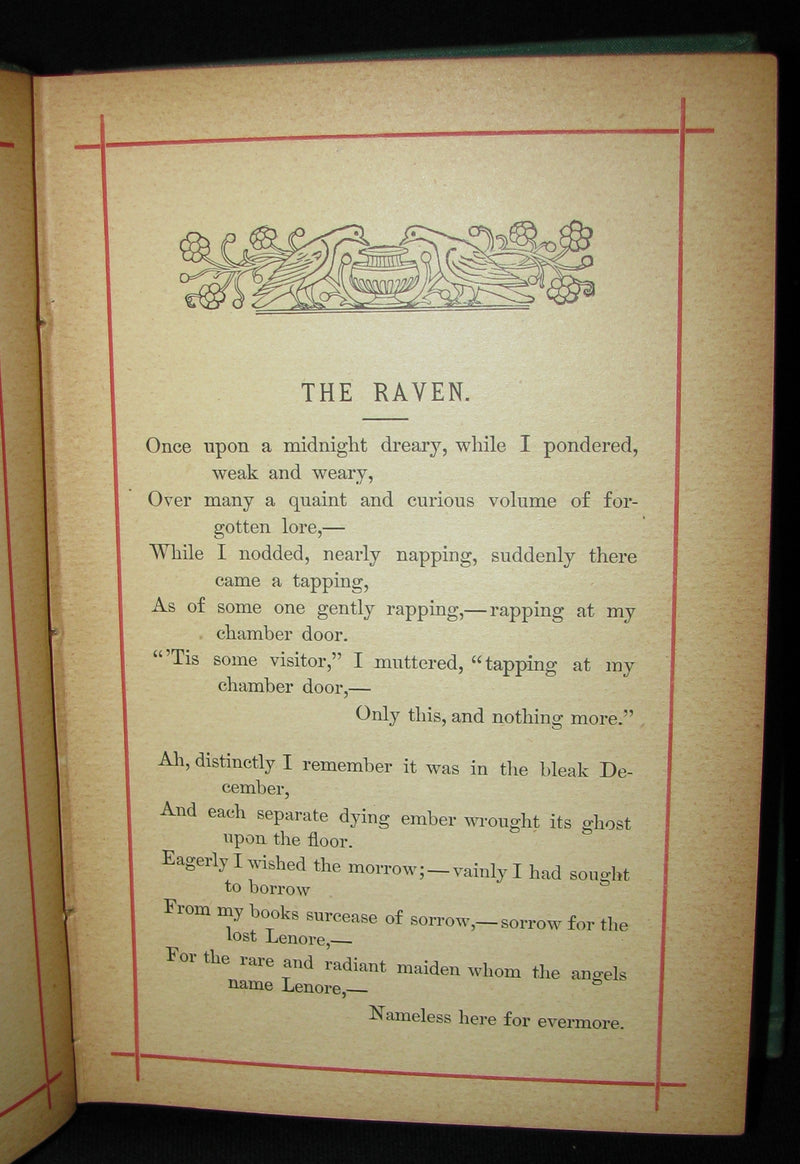 THE RAVEN.
Once upon a midnight dreary, while I pondered,
weak and weary,
Over many a quaint and curious volume of for-
gotten lore,—
While I nodded, nearly napping, suddenly there
came a tapping,
As of some one gently rapping,—rapping at my
chamber door.
“’Tis some visitor,” I muttered, “tapping at my
chamber door,—
Only this, and nothing more.”
Ah, distinctly I remember it was in the bleak De-
cember,
And each separate dying ember wrought its ghost
upon the floor.
Eagerly I wished the morrow;—vainly I had sought
to borrow
From my books surcease of sorrow,—sorrow for the
lost Lenore,—
For the rare and radiant maiden whom the angels
name Lenore,—
Nameless here for evermore.